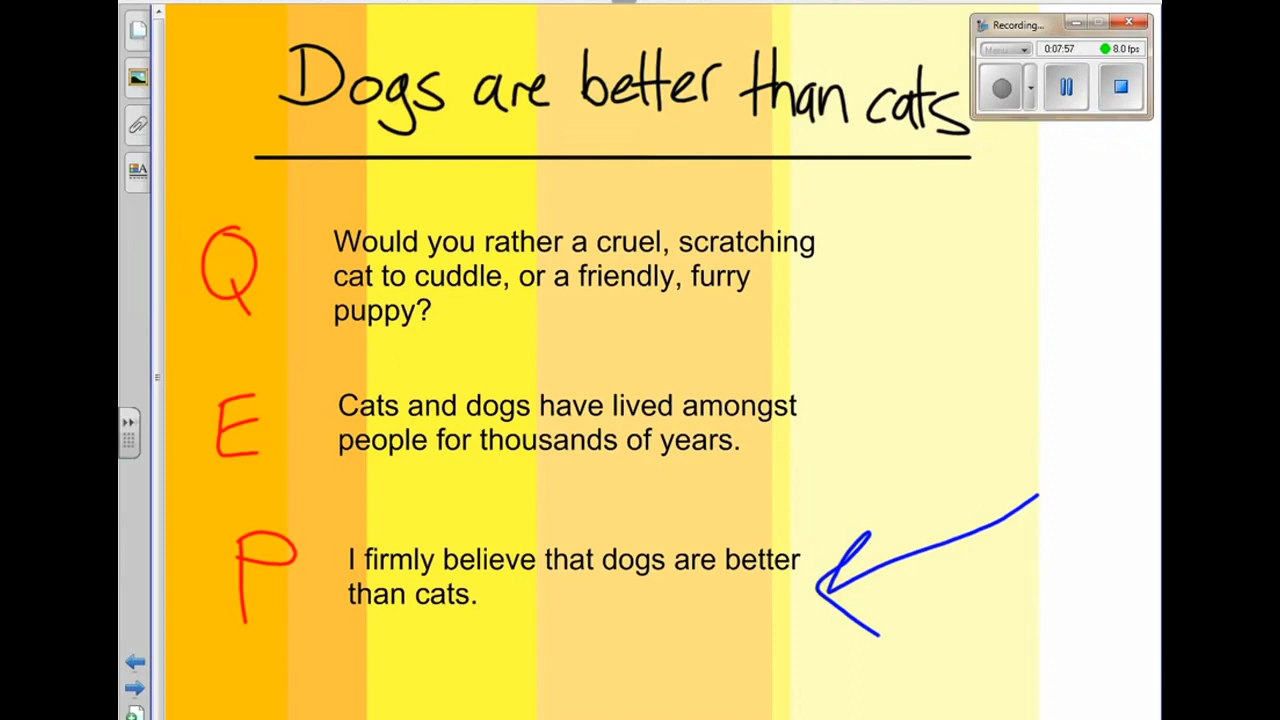 Dogs are better than cats
Recording...
Menu
0:07:57
8.0 fps
Q
Would you rather a cruel, scratching
cat to cuddle, or a friendly, furry
puppy?
E
Cats and dogs have lived amongst
people for thousands of years.
P
I firmly believe that dogs are better
than cats.